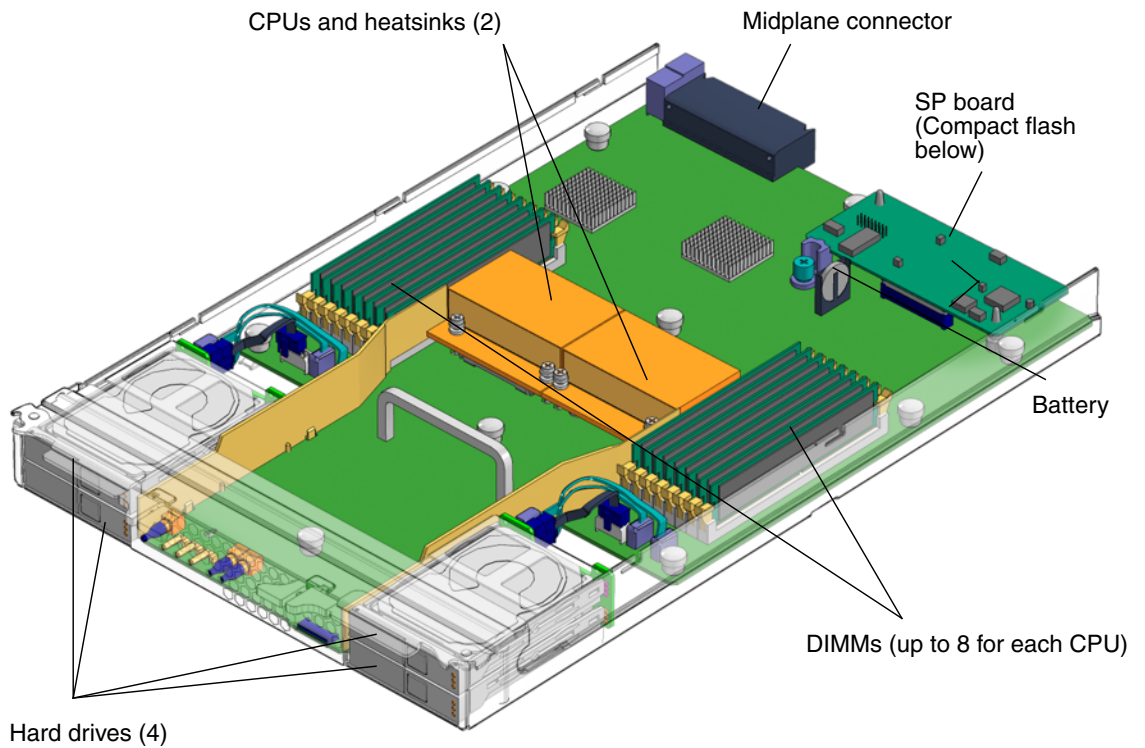 CPUs and heatsinks (2)
Midplane connector
SP board
(Compact flash
below)
Battery
DIMMs (up to 8 for each CPU)
Hard drives (4)